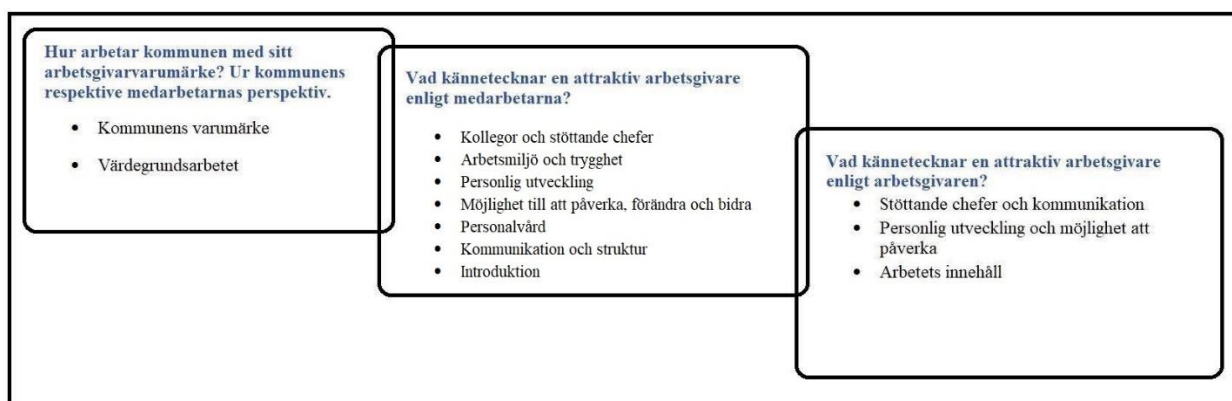 Hur arbetar kommunen med sitt
arbetsgivarvarumärke? Ur kommunens
respektive medarbetarnas perspektiv.
• Kommunens varumärke
• Värdegrundsarbetet
Vad kännetecknar en attraktiv arbetsgivare
enligt medarbetarna?
• Kollegor och stöttande chefer
• Arbetsmiljö och trygghet
• Personlig utveckling
• Möjlighet till att påverka, förändra och bidra
• Personalvård
• Kommunikation och struktur
• Introduktion
Vad kännetecknar en attraktiv arbetsgivare
enligt arbetsgivaren?
• Stöttande chefer och kommunikation
• Personlig utveckling och möjlighet att
påverka
• Arbetets innehåll